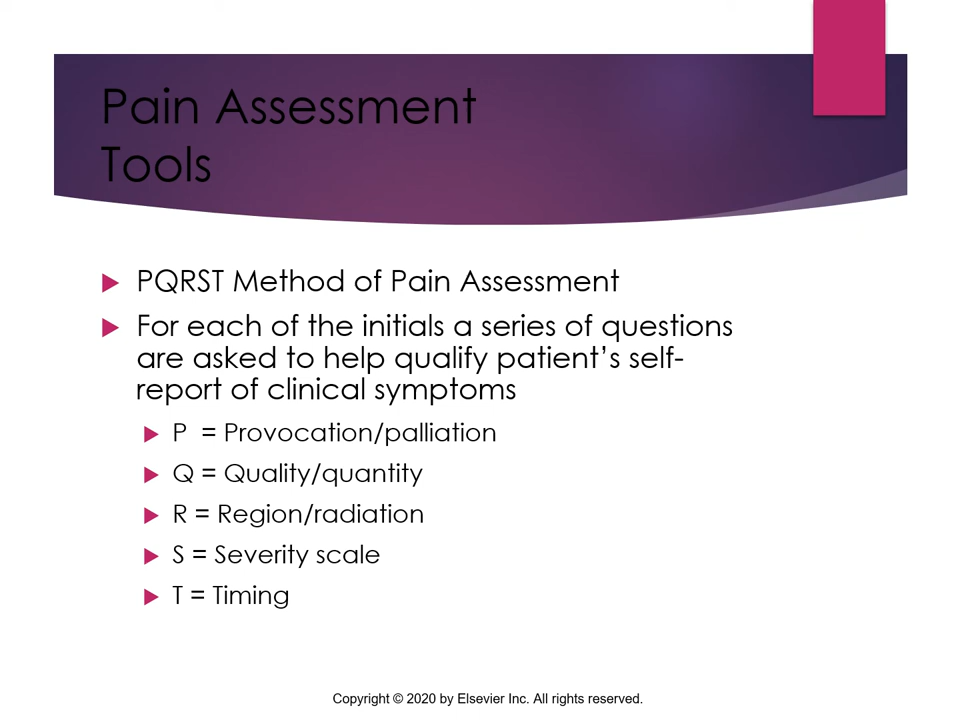 Pain Assessment
Tools
PQRST Method of Pain Assessment
For each of the initials a series of questions
are asked to help qualify patient’s self-
report of clinical symptoms
P  = Provocation/palliation
Q = Quality/quantity
R = Region/radiation
S = Severity scale
T = Timing
Copyright © 2020 by Elsevier Inc. All rights reserved.